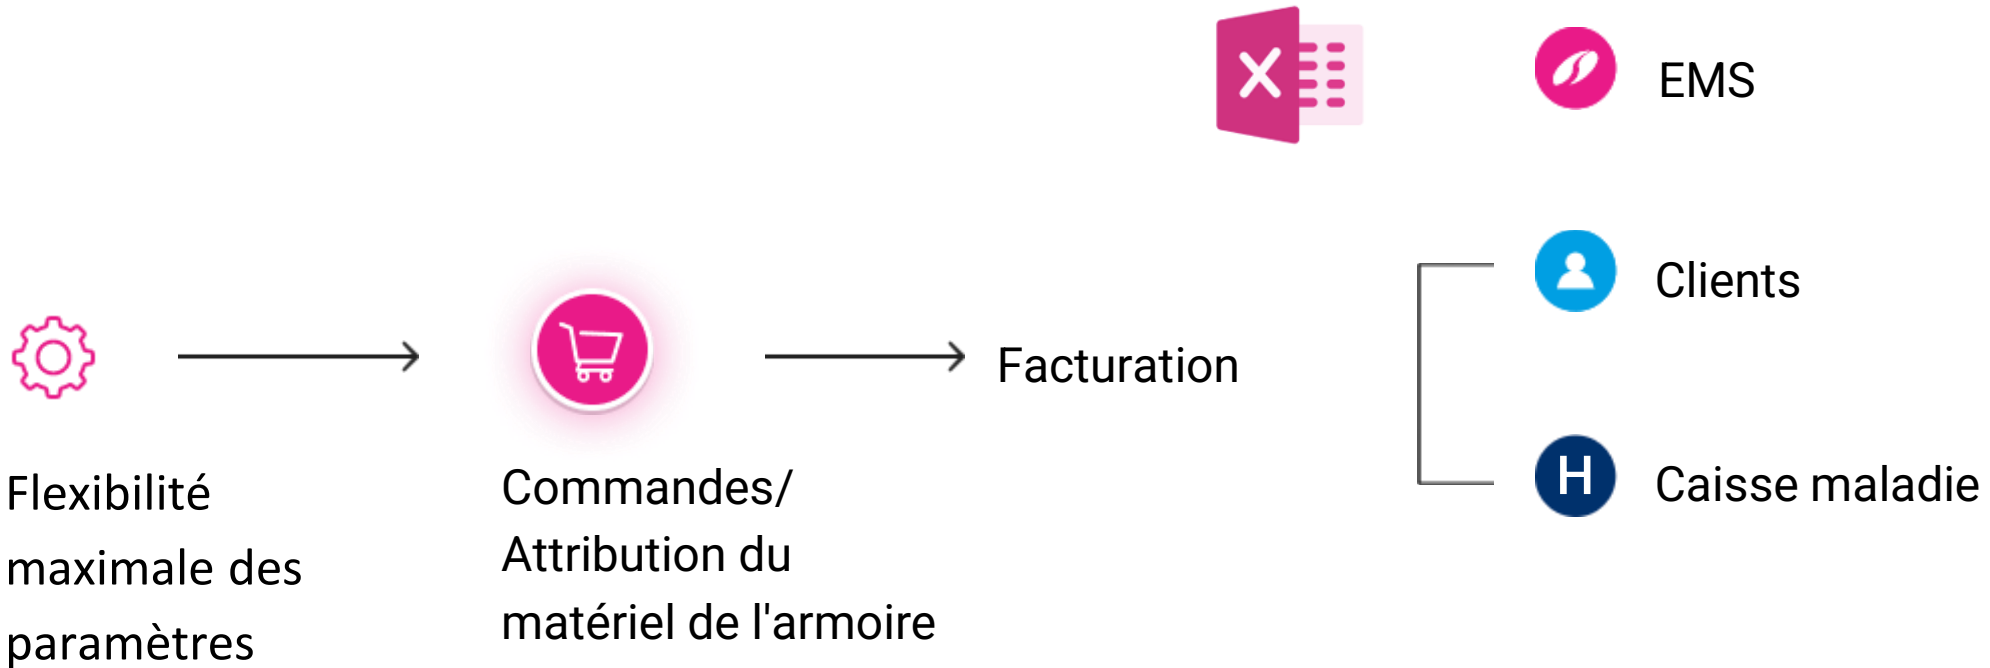 X
EMS
Clients
Facturation
H
Caisse maladie
Flexibilité
maximale des
paramètres
Commandes/
Attribution du
matériel de l'armoire